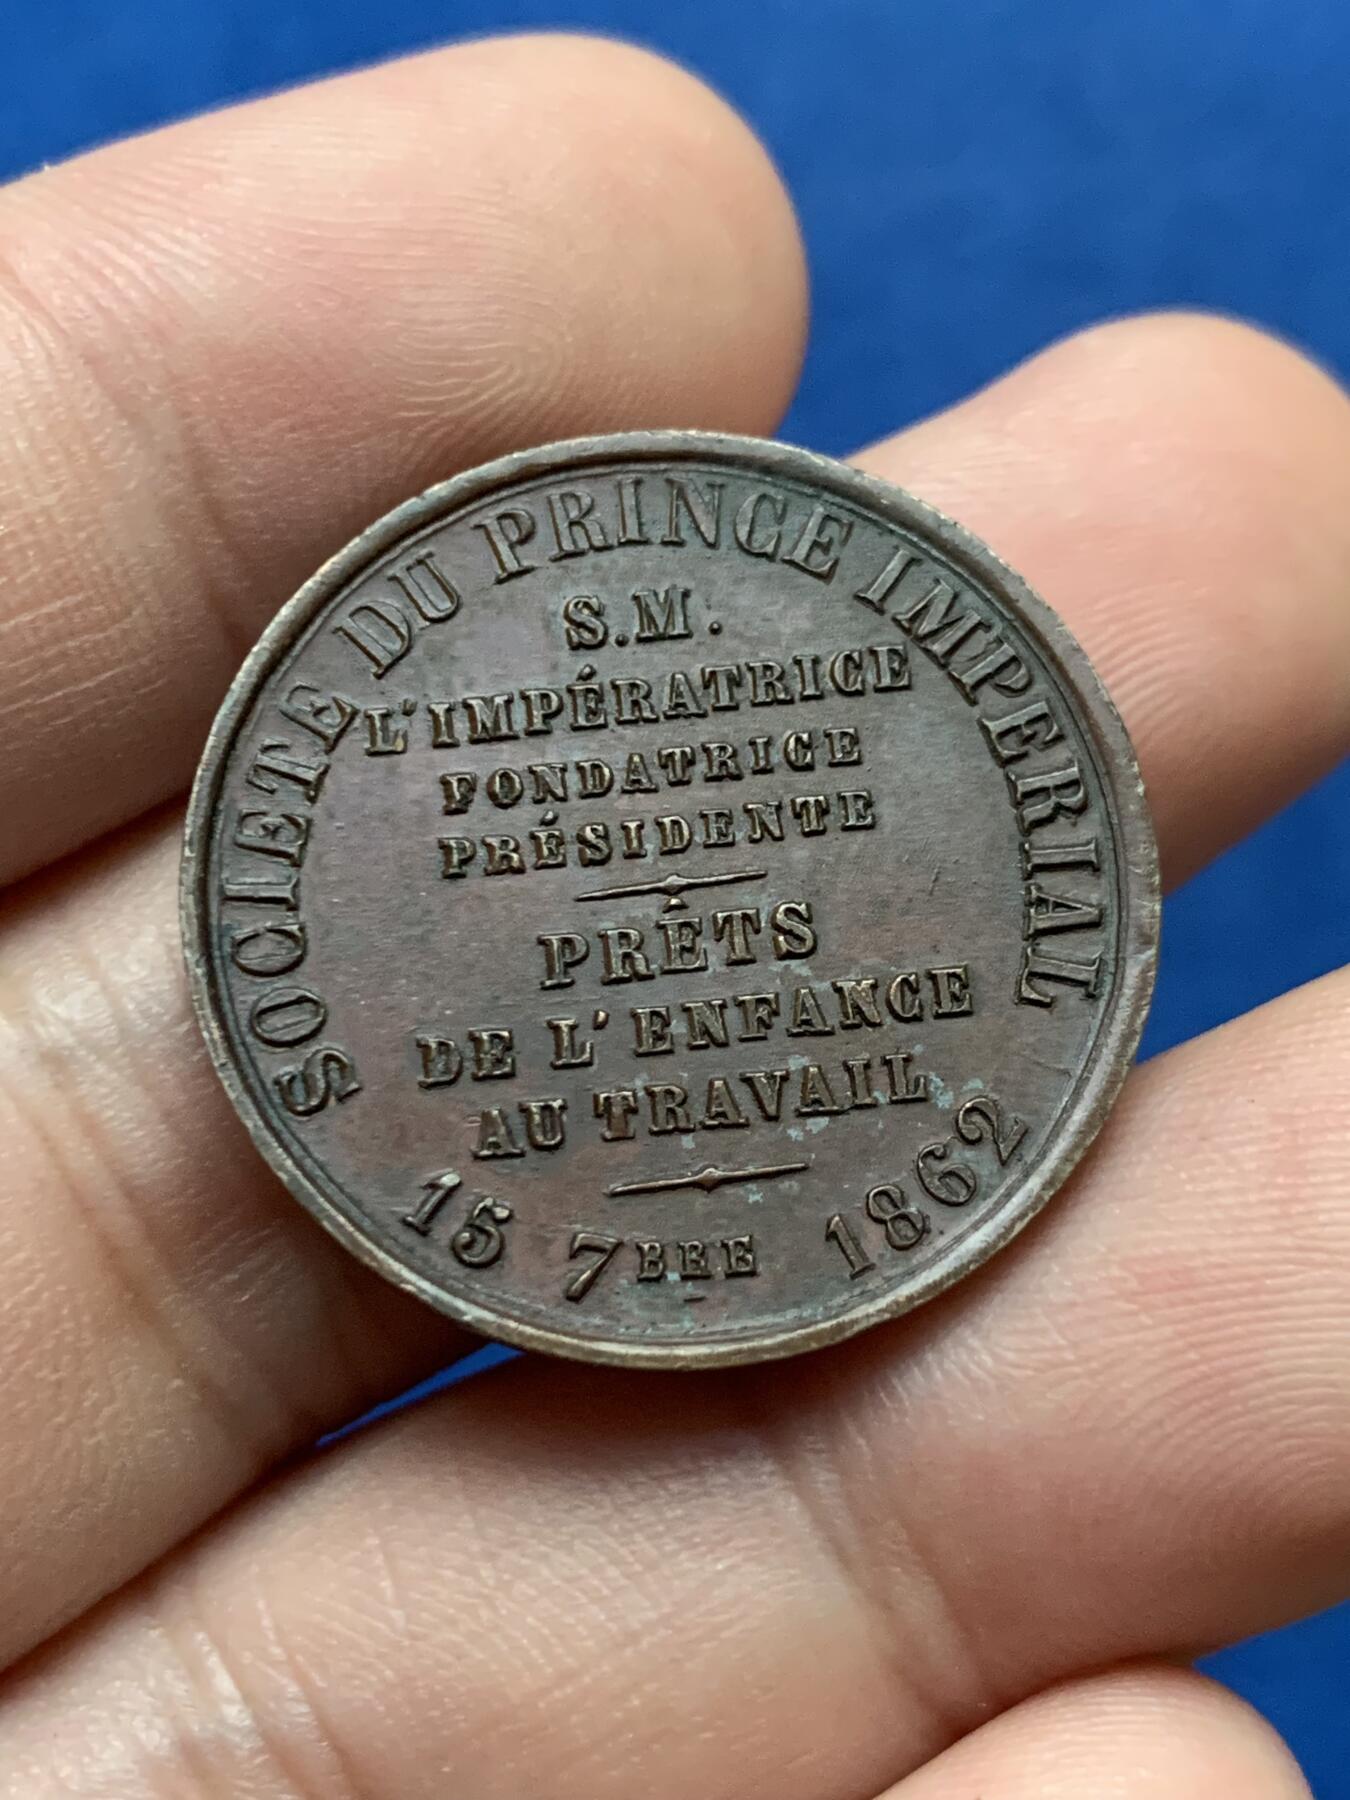 SOCIETE DU PRINCE IMPERIAL
S.M.
L'IMPÉRATRICE
FONDATRICE
PRÉSIDENTE
PRÊTS
DE L'ENFANCE
AU TRAVAIL
15 7BRE 1862